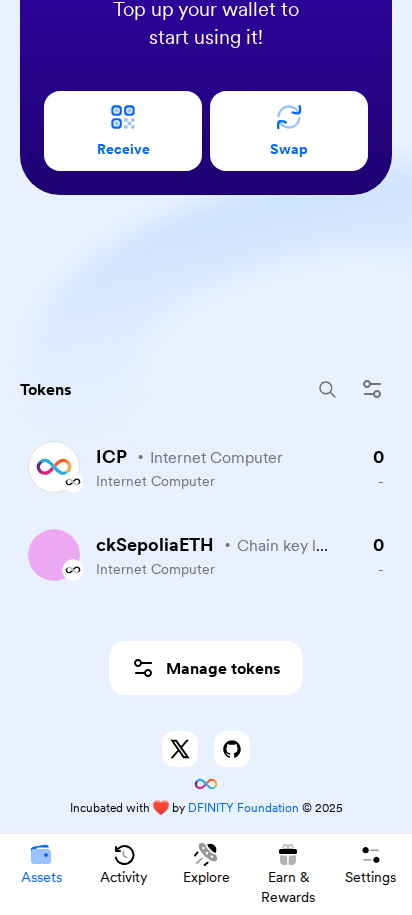 Top up your wallet to
start using it!
Receive
Swap
Tokens
ICP • Internet Computer 0
Internet Computer -
ckSepoliaETH • Chain key l... 0
Internet Computer -
Manage tokens
Incubated with ❤️ by DFINITY Foundation © 2025
Assets
Activity
Explore
Earn &
Rewards
Settings